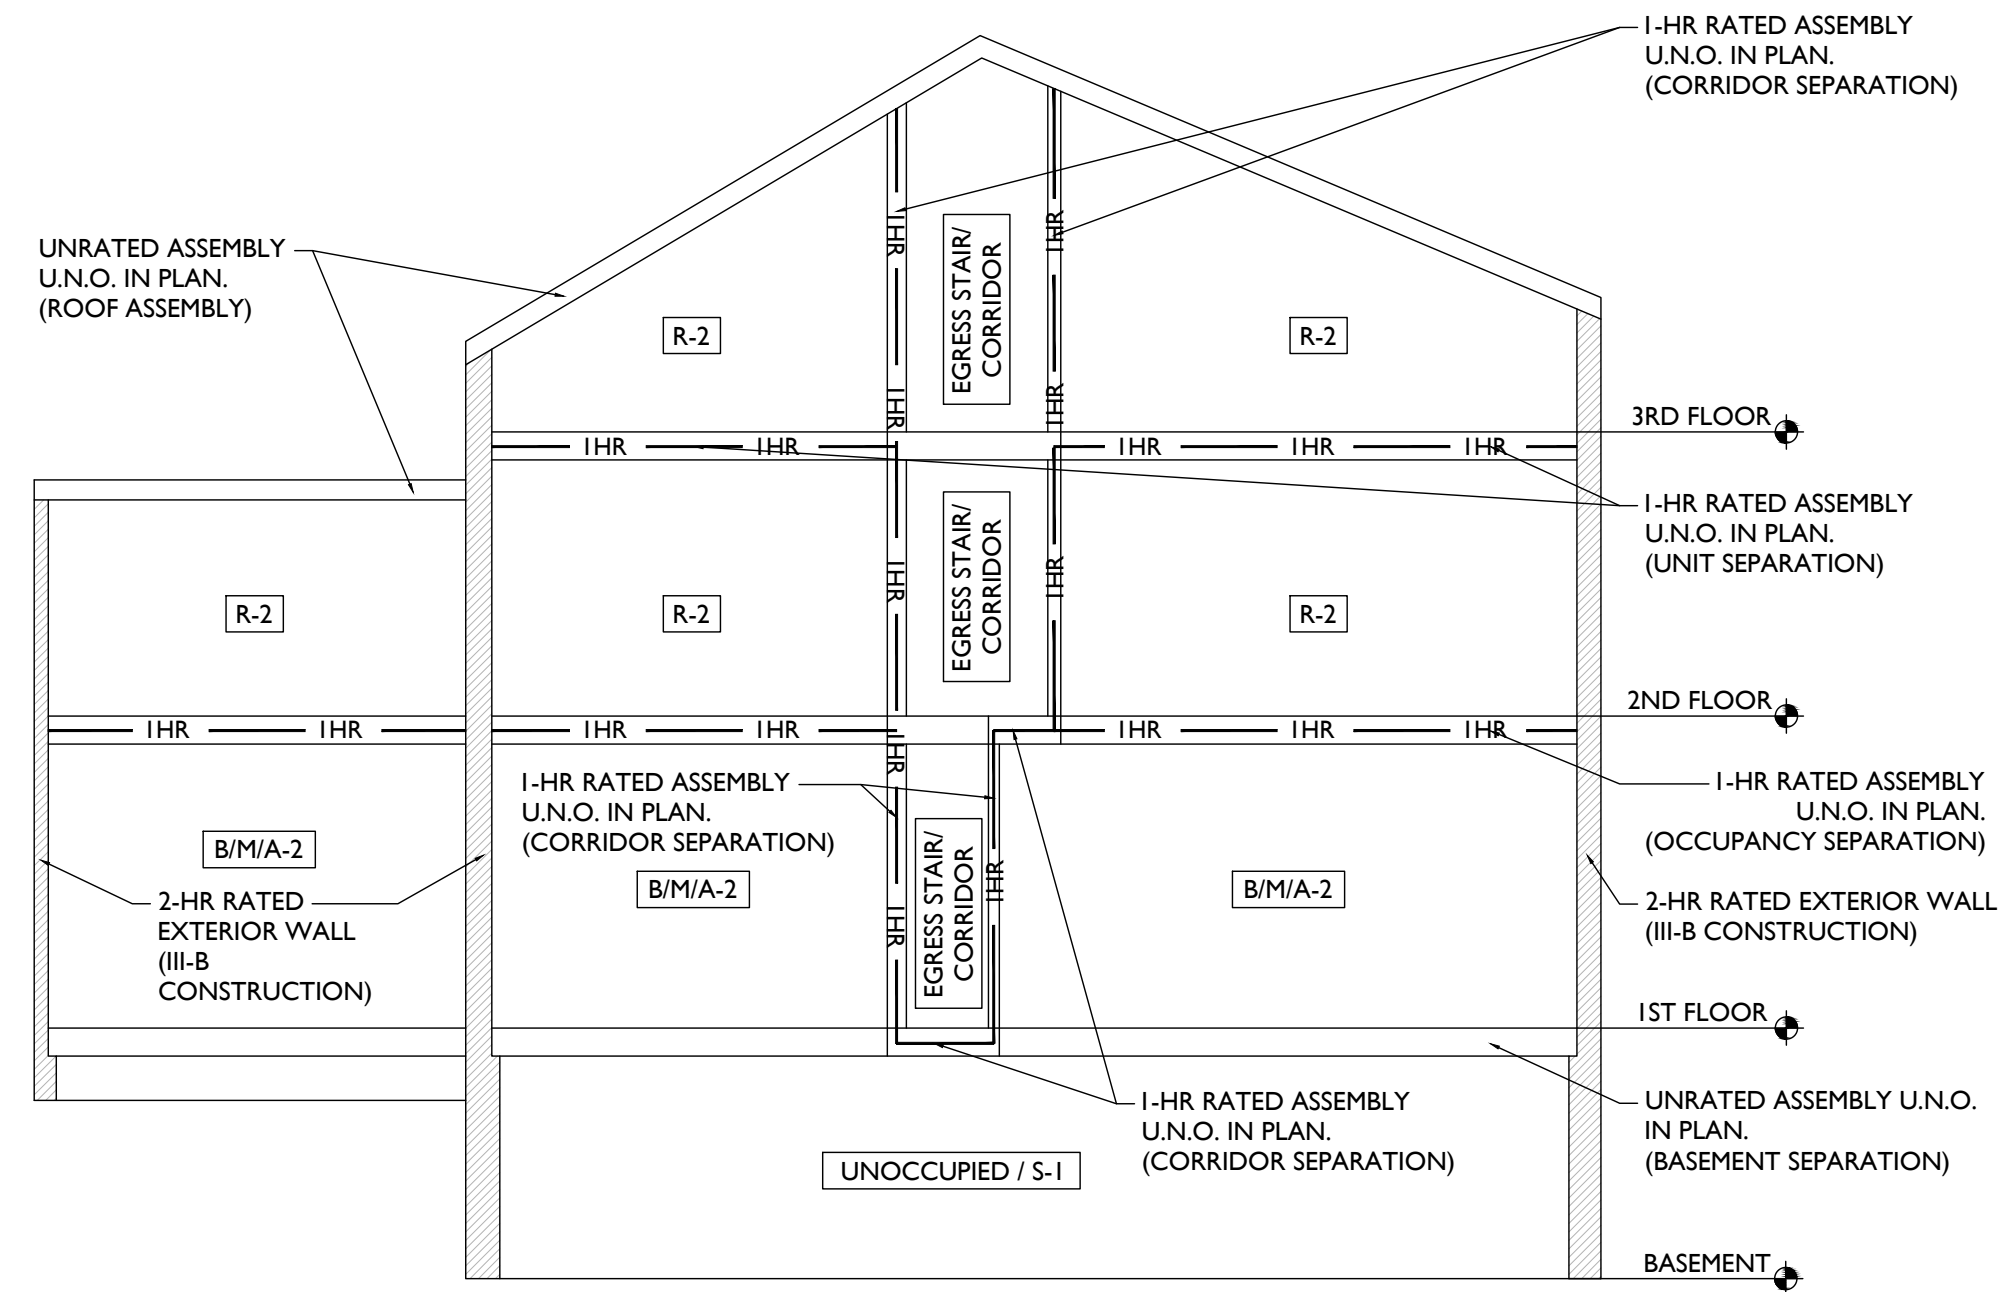 1-HR RATED ASSEMBLY
U.N.O. IN PLAN.
(CORRIDOR SEPARATION)
UNRATED ASSEMBLY
U.N.O. IN PLAN.
(ROOF ASSEMBLY)
1HR
1HR
EGRESS STAIR/
CORRIDOR
R-2
R-2
1HR
1HR
3RD FLOOR
1HR
1HR
1HR
1HR
1HR
1-HR RATED ASSEMBLY
U.N.O. IN PLAN.
(UNIT SEPARATION)
1HR
1HR
EGRESS STAIR/
CORRIDOR
R-2
R-2
R-2
2ND FLOOR
1HR
1HR
1HR
1HR
1HR
1HR
1HR
1HR
1-HR RATED ASSEMBLY
U.N.O. IN PLAN.
(CORRIDOR SEPARATION)
1-HR RATED ASSEMBLY
U.N.O. IN PLAN.
(OCCUPANCY SEPARATION)
B/M/A-2
B/M/A-2
1HR
EGRESS STAIR/
CORRIDOR
1HR
B/M/A-2
2-HR RATED
EXTERIOR WALL
(III-B
CONSTRUCTION)
2-HR RATED EXTERIOR WALL
(III-B CONSTRUCTION)
1ST FLOOR
1-HR RATED ASSEMBLY
U.N.O. IN PLAN.
(CORRIDOR SEPARATION)
UNRATED ASSEMBLY U.N.O.
IN PLAN.
(BASEMENT SEPARATION)
UNOCCUPIED / S-1
BASEMENT